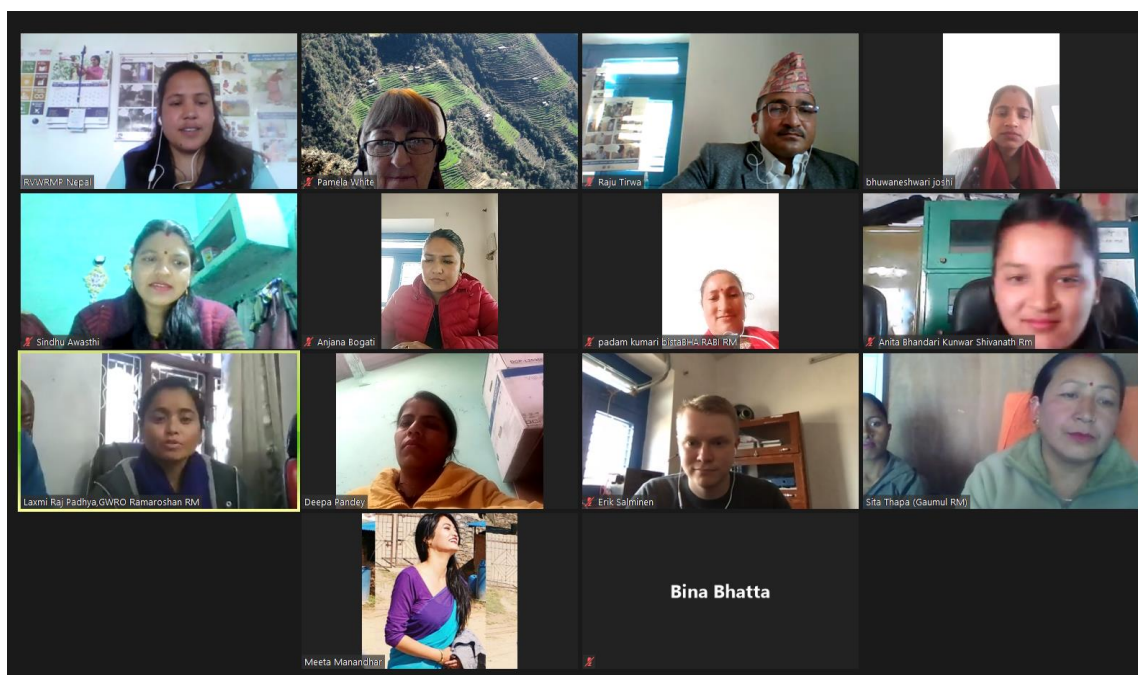 RVWRMP Nepal
Pamela White
Raju Tirwa
bhuwaneshwari joshi
Sindhu Awasthi
Anjana Bogati
padam kumari bistaBHA RABI RM
Anita Bhandari Kunwar Shivanath Rm
Laxmi Raj Padhya,GWRO Ramaroshan RM
Deepa Pandey
Erik Salminen
Sita Thapa (Gaumul RM)
Meeta Manandhar
Bina Bhatta